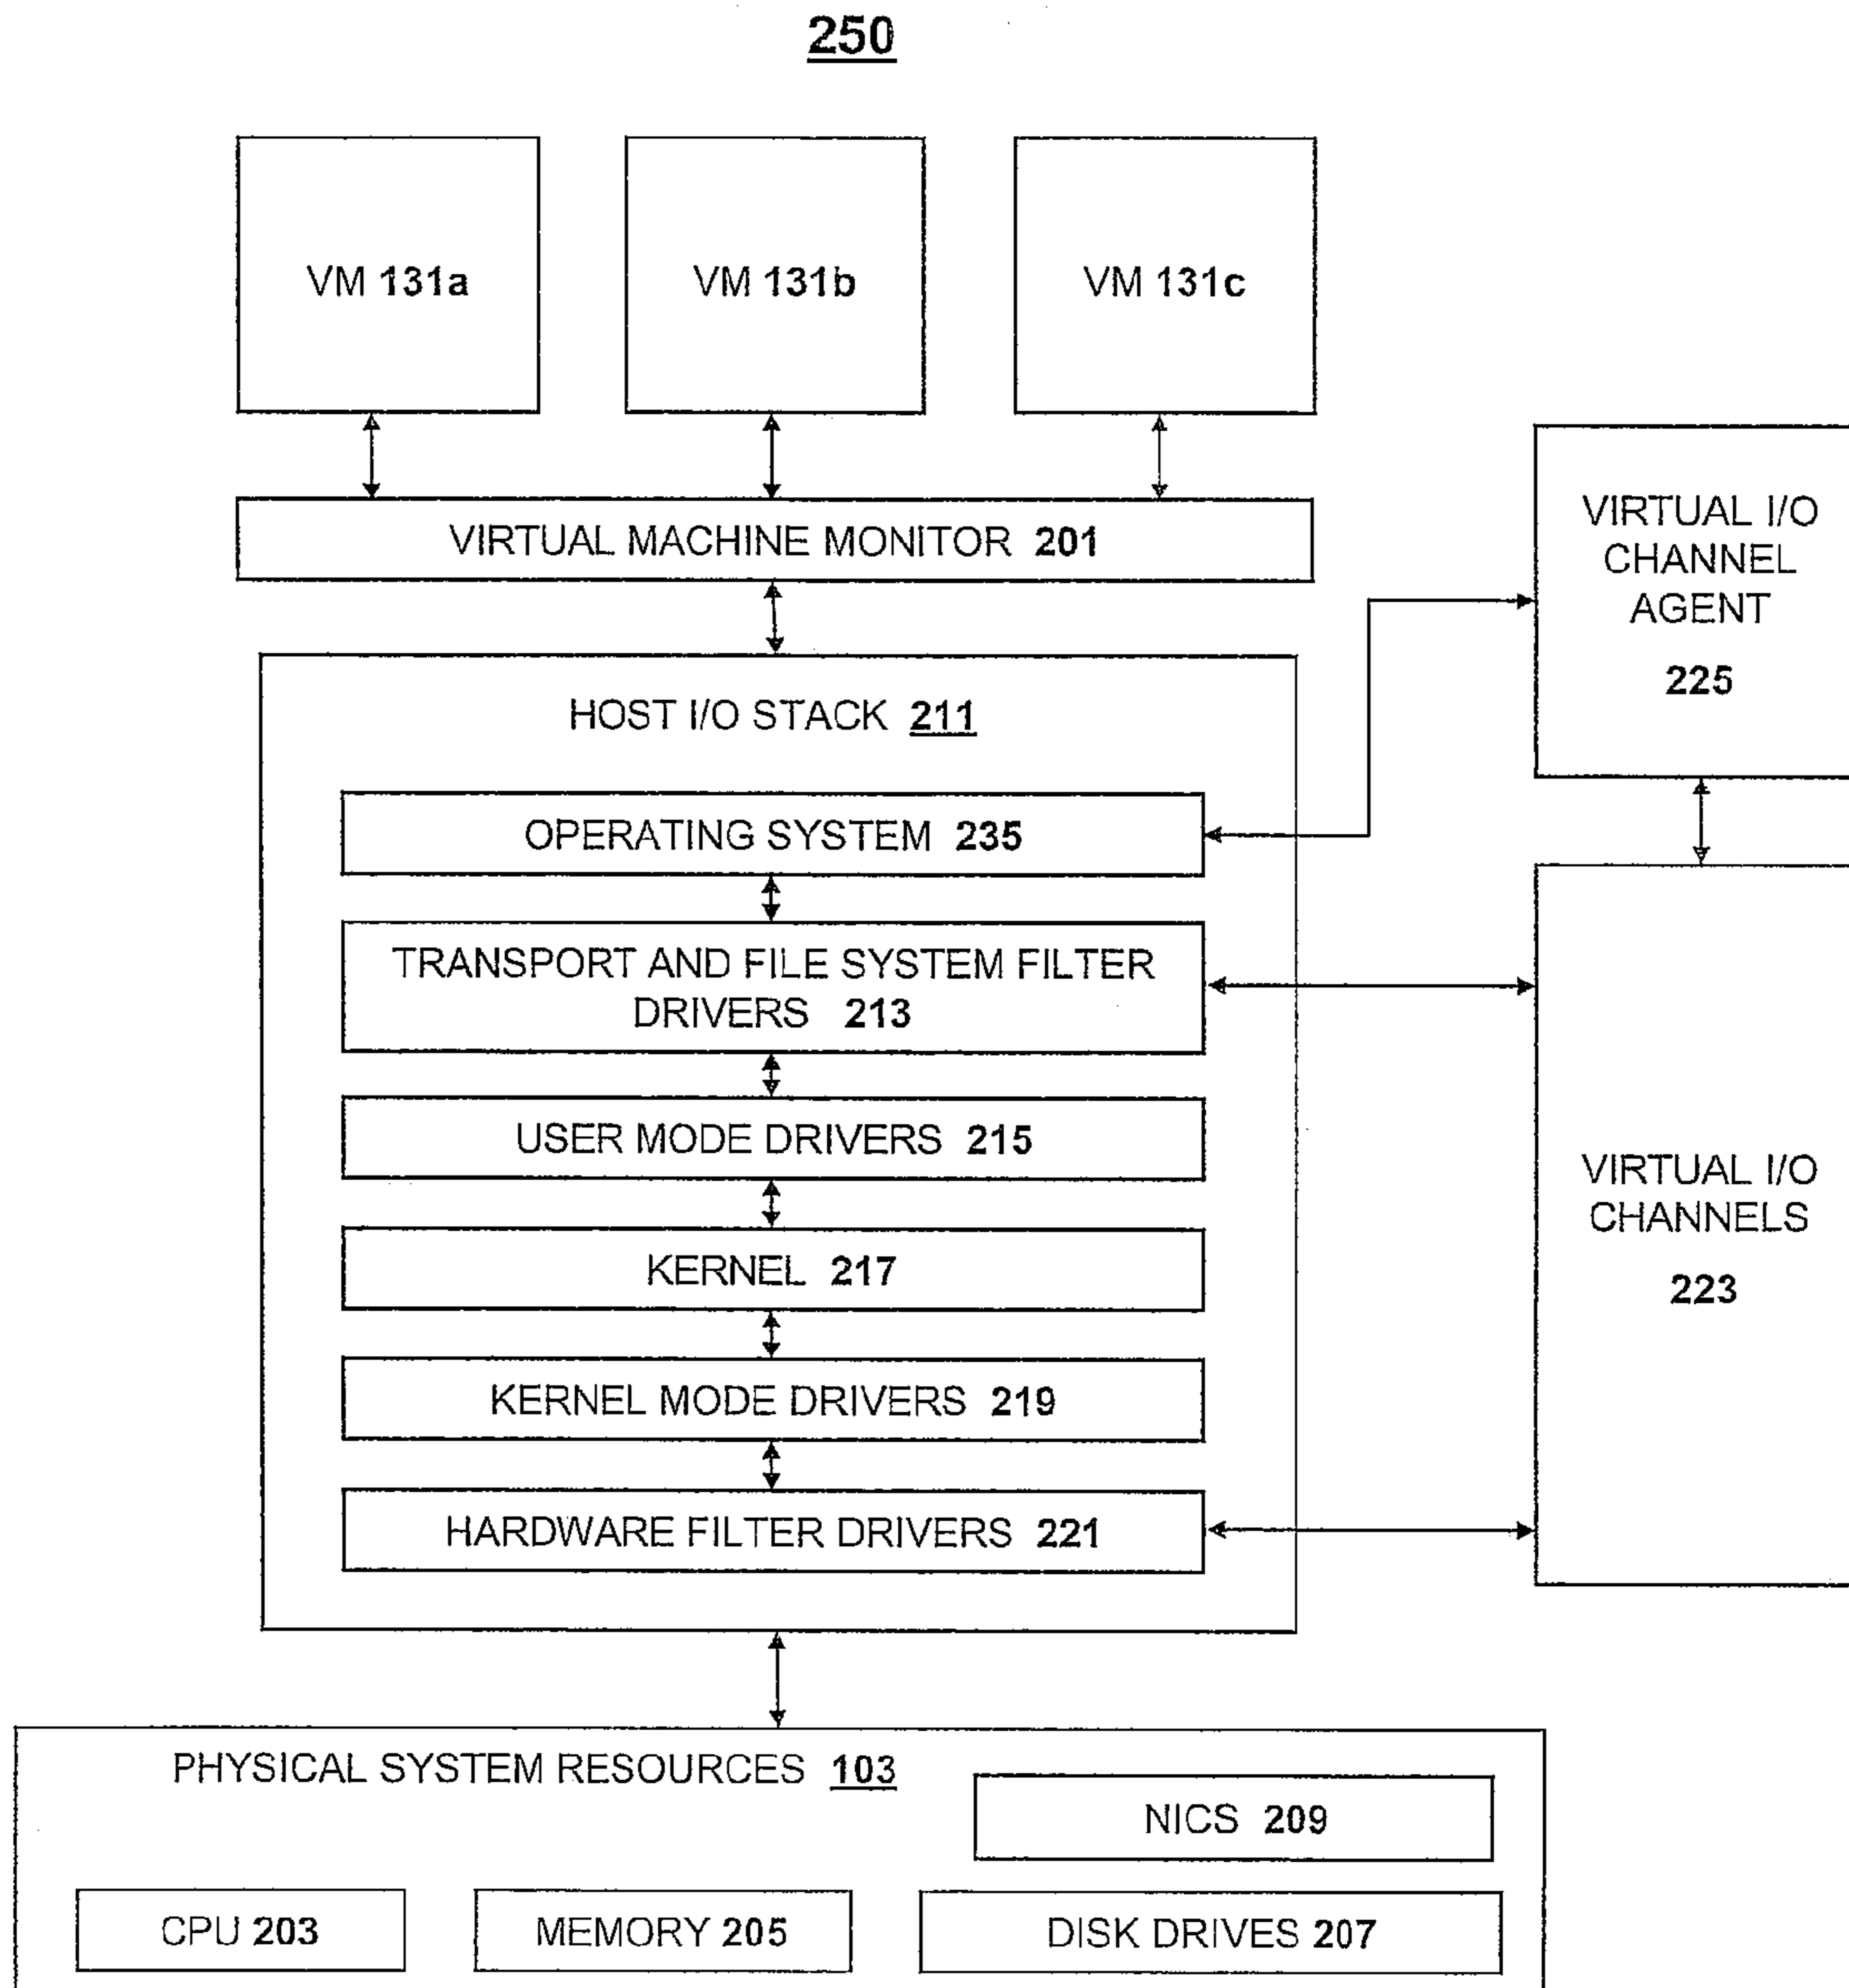 250
VM 131a
VM 131b
VM 131c
VIRTUAL MACHINE MONITOR 201
VIRTUAL I/O
CHANNEL
AGENT
225
HOST I/O STACK 211
OPERATING SYSTEM 235
TRANSPORT AND FILE SYSTEM FILTER
DRIVERS 213
USER MODE DRIVERS 215
KERNEL 217
KERNEL MODE DRIVERS 219
HARDWARE FILTER DRIVERS 221
VIRTUAL I/O
CHANNELS
223
PHYSICAL SYSTEM RESOURCES 103
NICS 209
CPU 203
MEMORY 205
DISK DRIVES 207